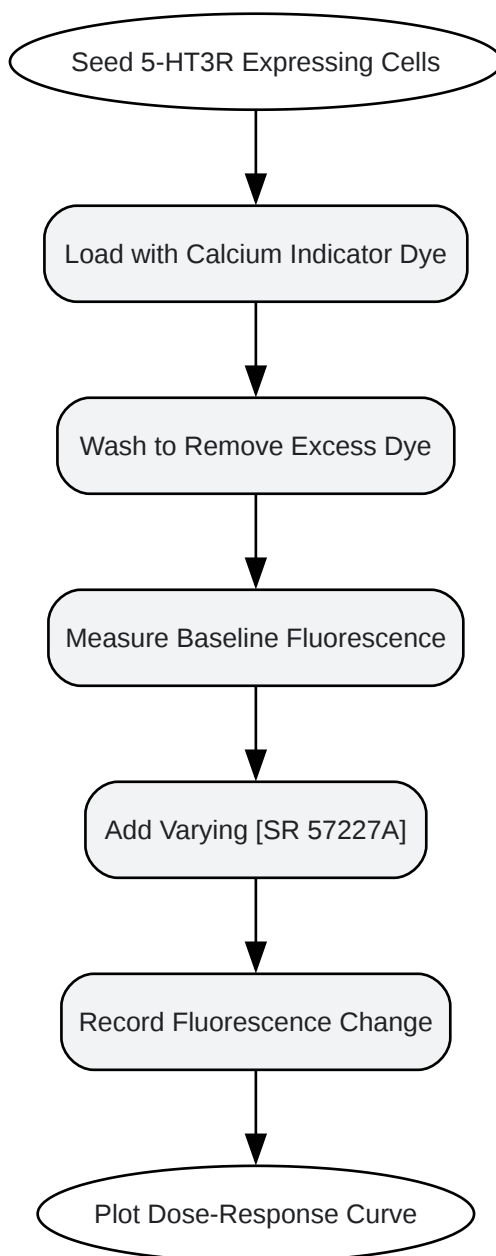 Seed 5-HT3R Expressing Cells
Load with Calcium Indicator Dye
Wash to Remove Excess Dye
Measure Baseline Fluorescence
Add Varying [SR 57227A]
Record Fluorescence Change
Plot Dose-Response Curve